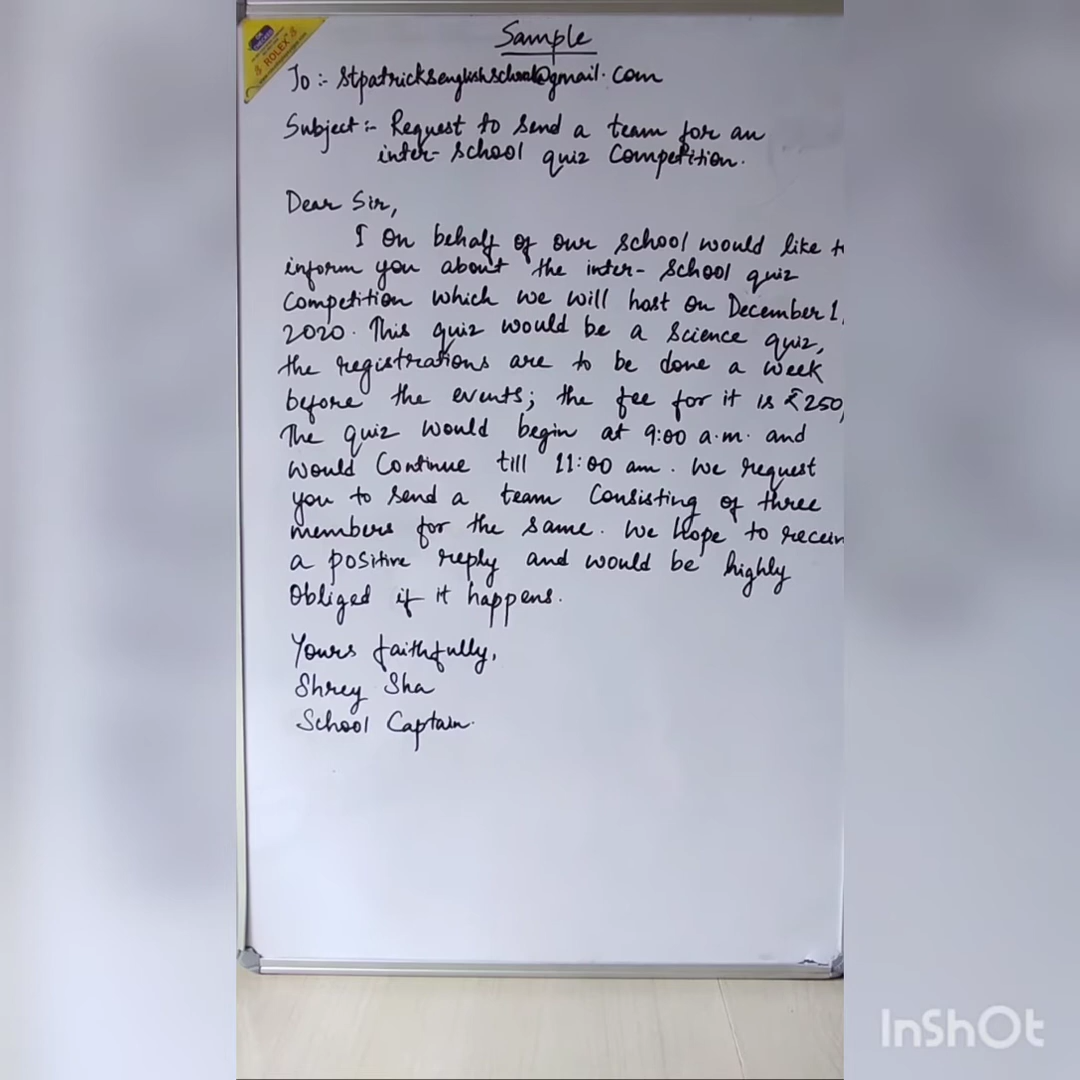 Sample
To :- stpatricksenglishschool@gmail.com
Subject :- Request to send a team for an
inter-school quiz competition.
Dear Sir,
I on behalf of our school would like to
inform you about the inter-school quiz
competition which we will host on December 1,
2020. This quiz would be a science quiz,
the registrations are to be done a week
before the events; the fee for it is ₹250,
The quiz would begin at 9:00 a.m. and
would continue till 11:00 am. We request
you to send a team consisting of three
members for the same. We hope to receiv
a positive reply and would be highly
obliged if it happens.
Yours faithfully,
Shrey Sha
School Captain.
ROLEX
InShOt